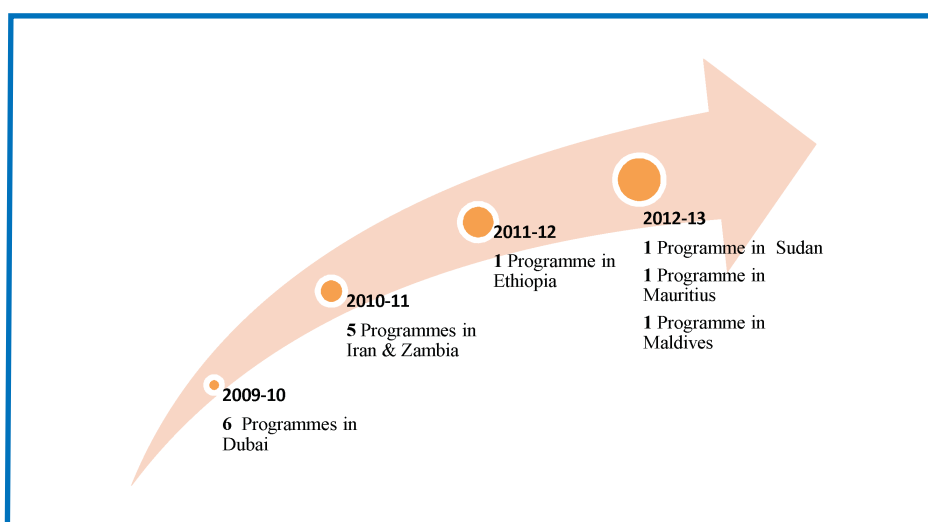 2009-10
6 Programmes in
Dubai
2010-11
5 Programmes in
Iran & Zambia
2011-12
1 Programme in
Ethiopia
2012-13
1 Programme in Sudan
1 Programme in
Mauritius
1 Programme in
Maldives